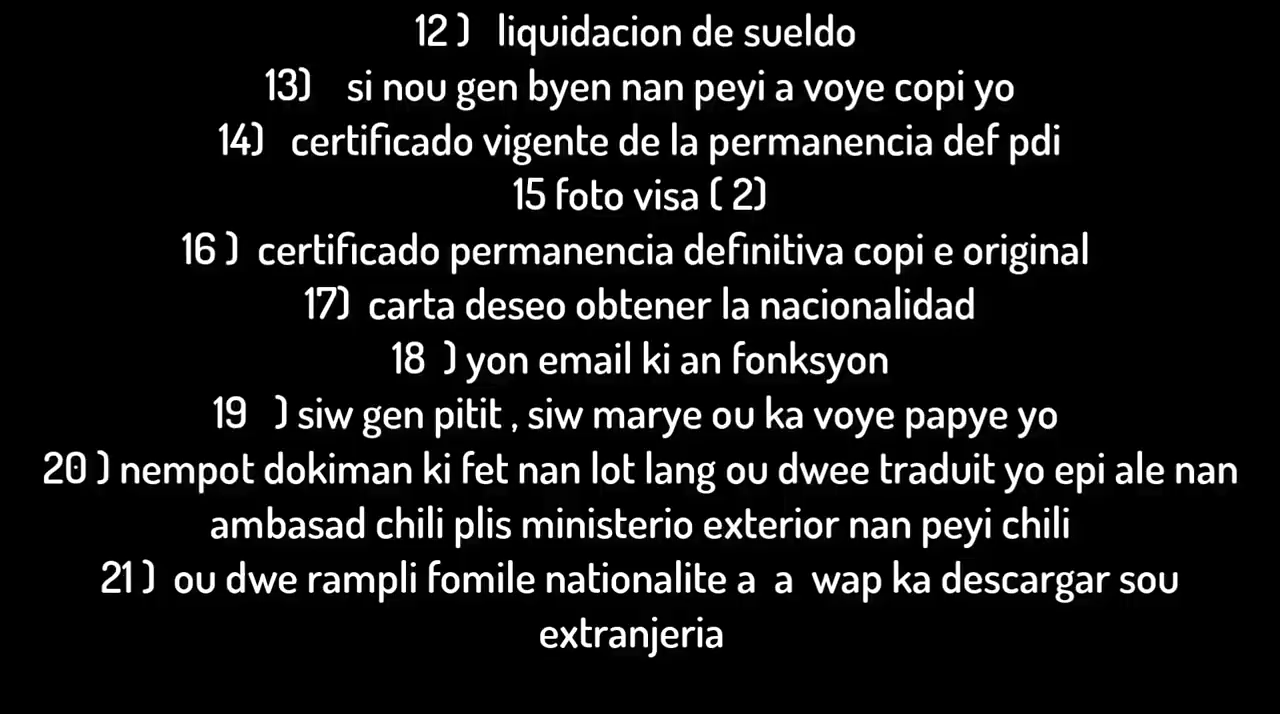 12 ) liquidacion de sueldo
13) si nou gen byen nan peyi a voye copi yo
14) certificado vigente de la permanencia def pdi
15 foto visa ( 2)
16 ) certificado permanencia definitiva copi e original
17) carta deseo obtener la nacionalidad
18 ) yon email ki an fonksyon
19 ) siw gen pitit , siw marye ou ka voye papye yo
20 ) nempot dokiman ki fet nan lot lang ou dwee traduit yo epi ale nan
ambasad chili plis ministerio exterior nan peyi chili
21 ) ou dwe rampli fomile nationalite a a wap ka descargar sou
extranjeria